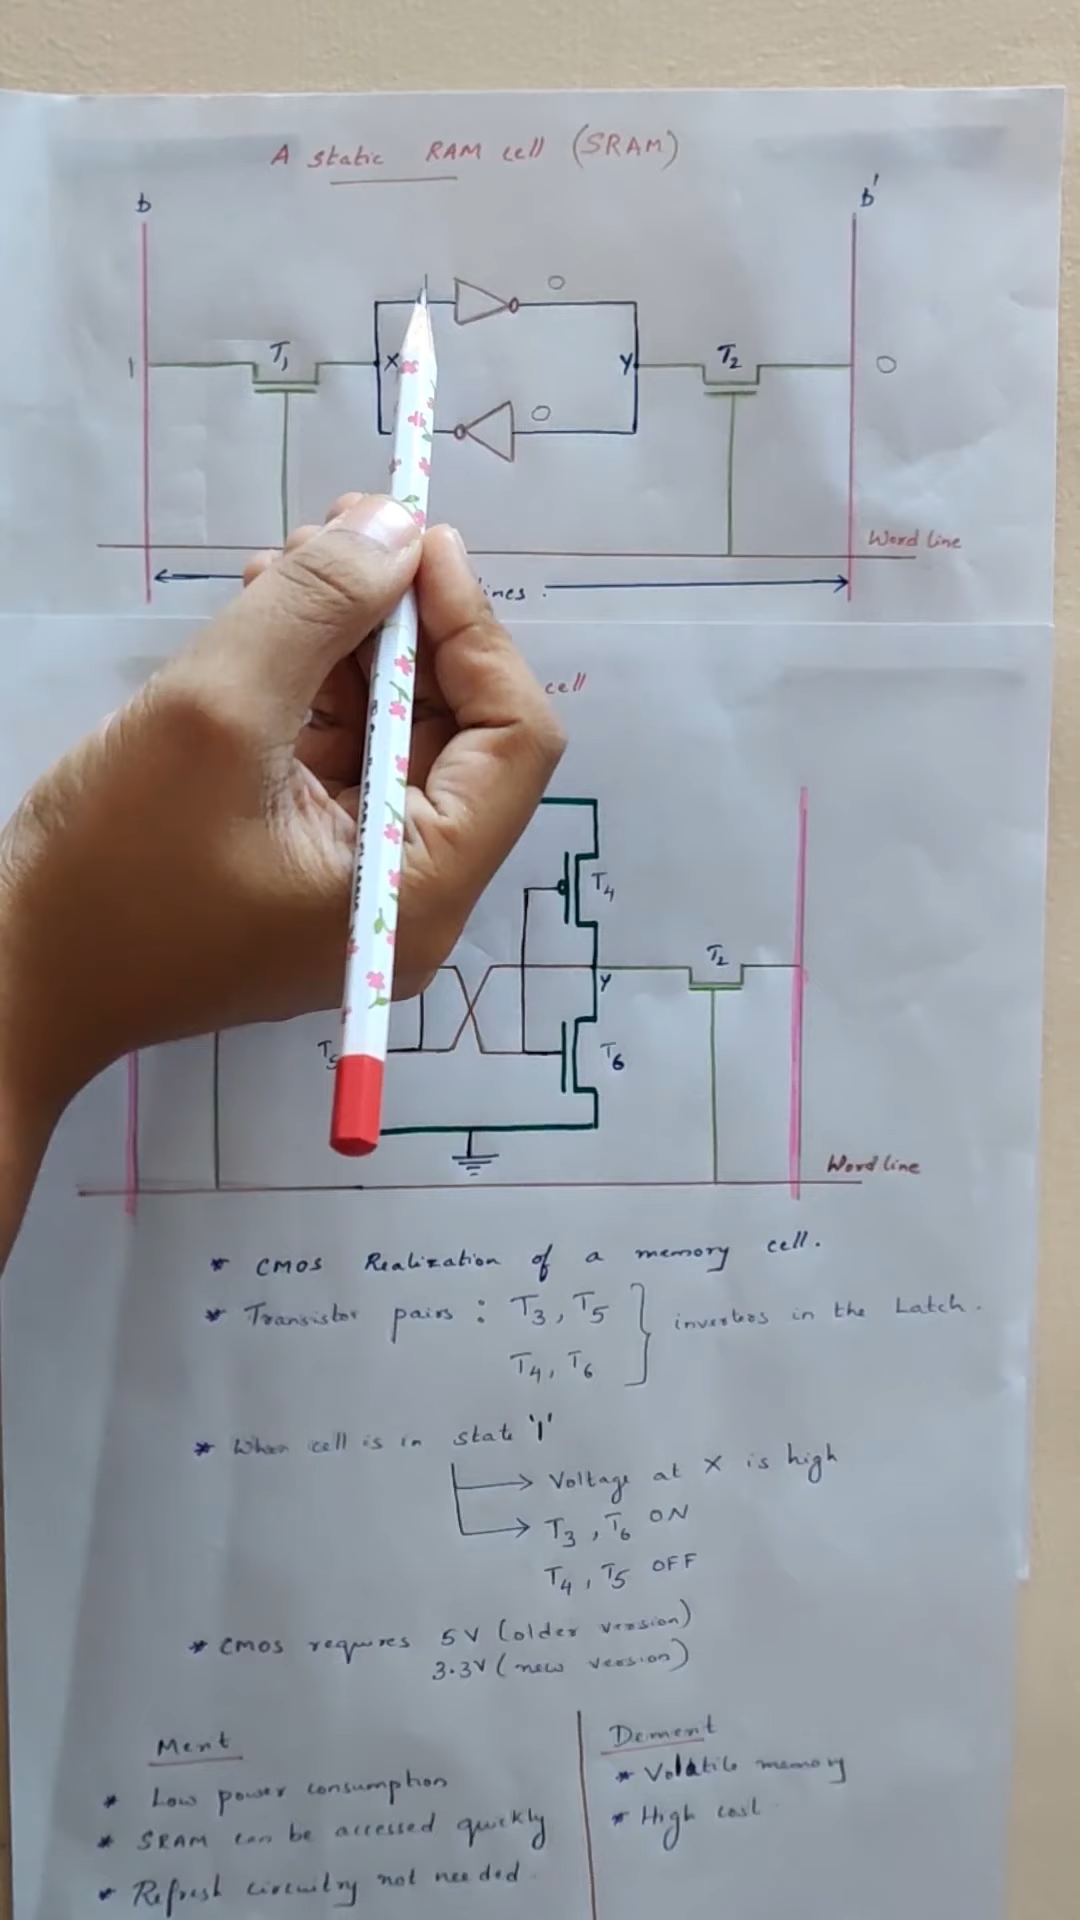 A static RAM cell (SRAM)
b
b'
1
T1
X
0
0
Y
T2
0
Word line
lines
cell
T4
T2
Y
T5
T6
Word line
* CMOS Realization of a memory cell.
* Transistor pairs : T3, T5 } inverters in the Latch.
T4, T6
* When cell is in state '1'
→ Voltage at X is high
→ T3, T6 ON
T4, T5 OFF
* CMOS requires 5V (older version)
3.3V (new version)
Merit
* Low power consumption
* SRAM can be accessed quickly
* Refresh circuitry not needed.
Demerit
* Volatile memory
* High cost